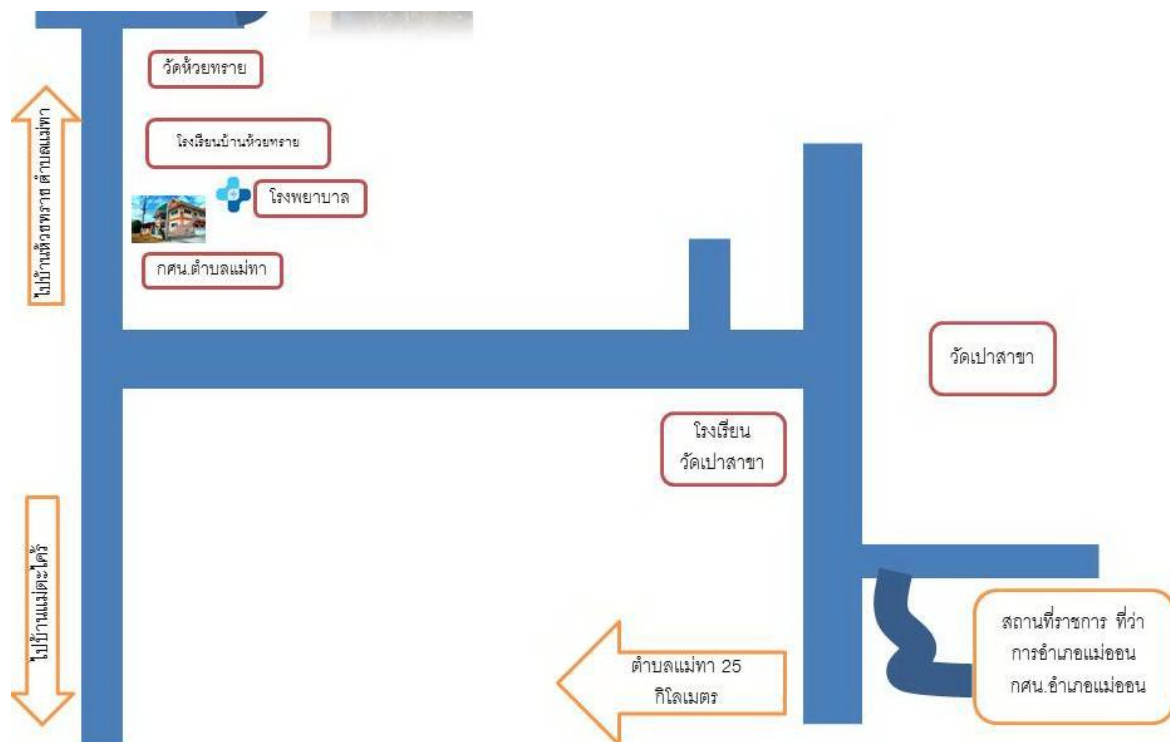 วัดห้วยทราย
ไปบ้านห้วยทราย ตำบลแม่ทา
โรงเรียนบ้านห้วยทราย
โรงพยาบาล
กศน.ตำบลแม่ทา
วัดเปาสาขา
โรงเรียน
วัดเปาสาขา
ไปบ้านแม่ตะไคร้
ตำบลแม่ทา 25
กิโลเมตร
สถานที่ราชการ ที่ว่า
การอำเภอแม่ออน
กศน.อำเภอแม่ออน